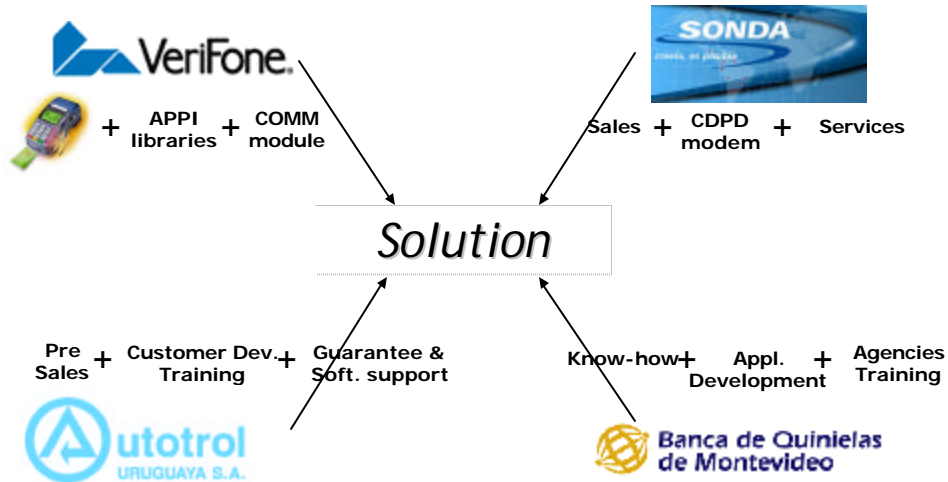 VeriFone.
+ APPI libraries + COMM module
SONDA
Sales + CDPD modem + Services
Solution
Pre Sales + Customer Dev. Training + Guarantee & Soft. support
Know-how + Appl. Development + Agencies Training
Autotrol
URUGUAYA S.A.
Banca de Quinielas
de Montevideo